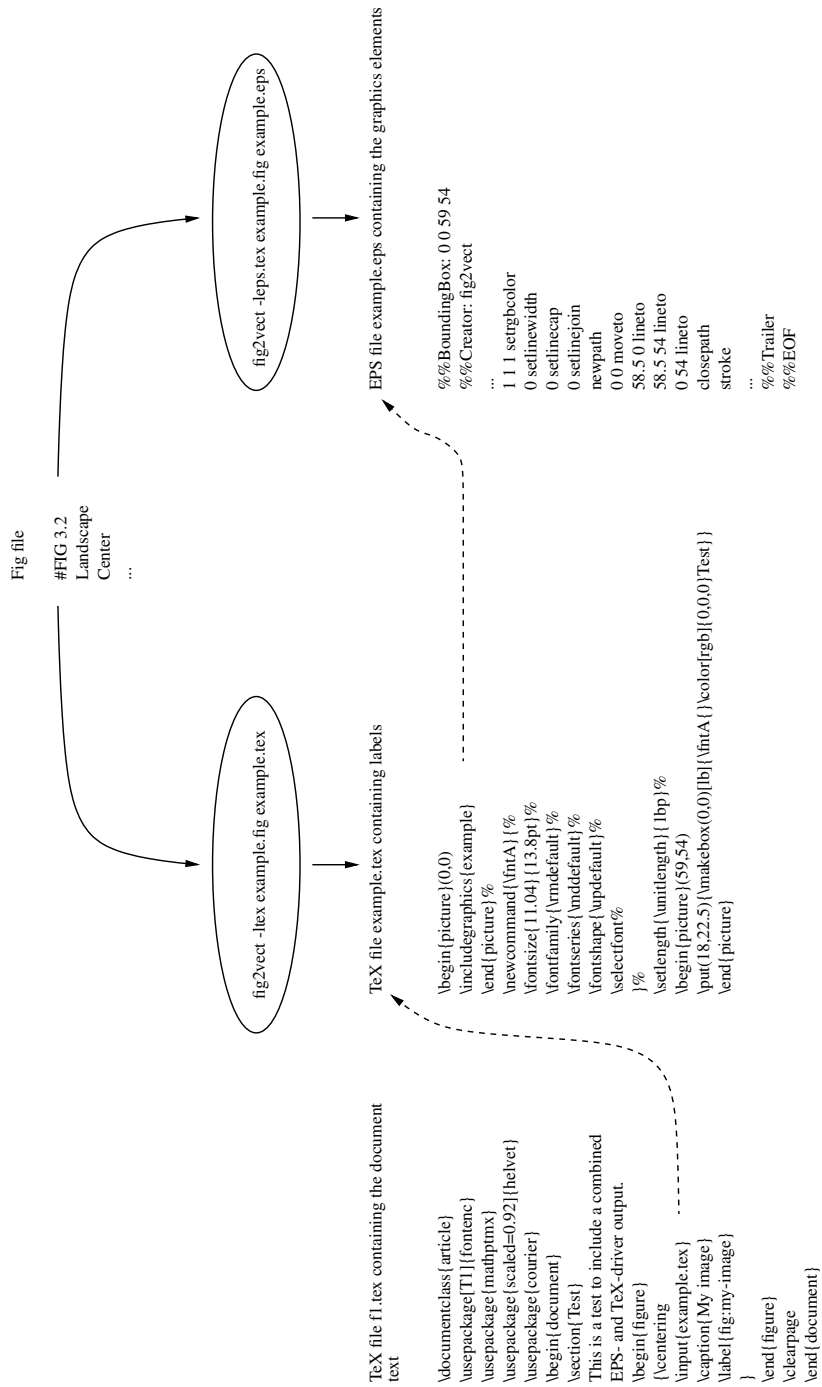 Fig file
#FIG 3.2
Landscape
Center
...
fig2vect -ltex example.fig example.tex
fig2vect -leps.tex example.fig example.eps
TeX file f1.tex containing the document
text
\documentclass{article}
\usepackage[T1]{fontenc}
\usepackage{mathptmx}
\usepackage[scaled=0.92]{helvet}
\usepackage{courier}
\begin{document}
\section{Test}
This is a test to include a combined
EPS- and TeX-driver output.
\begin{figure}
{\centering
\input{example.tex}
\caption{My image}
\label{fig:my-image}
}
\end{figure}
\clearpage
\end{document}
TeX file example.tex containing labels
\begin{picture}(0,0)
\includegraphics{example}
\end{picture}%
\newcommand{\fntA}{%
\fontsize{11.04}{13.8pt}%
\fontfamily{\rmdefault}%
\fontseries{\mddefault}%
\fontshape{\updefault}%
\selectfont%
}%
\setlength{\unitlength}{1bp}%
\begin{picture}(59,54)
\put(18,22.5){\makebox(0,0)[lb]{\fntA{}\color[rgb]{0,0,0}Test}}
\end{picture}
EPS file example.eps containing the graphics elements
%%BoundingBox: 0 0 59 54
%%Creator: fig2vect
...
1 1 1 setrgbcolor
0 setlinewidth
0 setlinecap
0 setlinejoin
newpath
0 0 moveto
58.5 0 lineto
58.5 54 lineto
0 54 lineto
closepath
stroke
...
%%Trailer
%%EOF